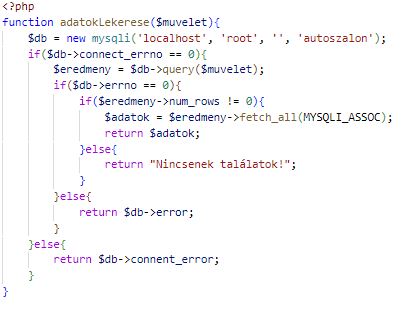 <?php
function adatokLekerese($muvelet){
    $db = new mysqli('localhost', 'root', '', 'autoszalon');
    if($db->connect_errno == 0){
        $eredmeny = $db->query($muvelet);
        if($db->errno == 0){
            if($eredmeny->num_rows != 0){
                $adatok = $eredmeny->fetch_all(MYSQLI_ASSOC);
                return $adatok;
            }else{
                return "Nincsenek találatok!";
            }
        }else{
            return $db->error;
        }
    }else{
        return $db->connent_error;
    }
}